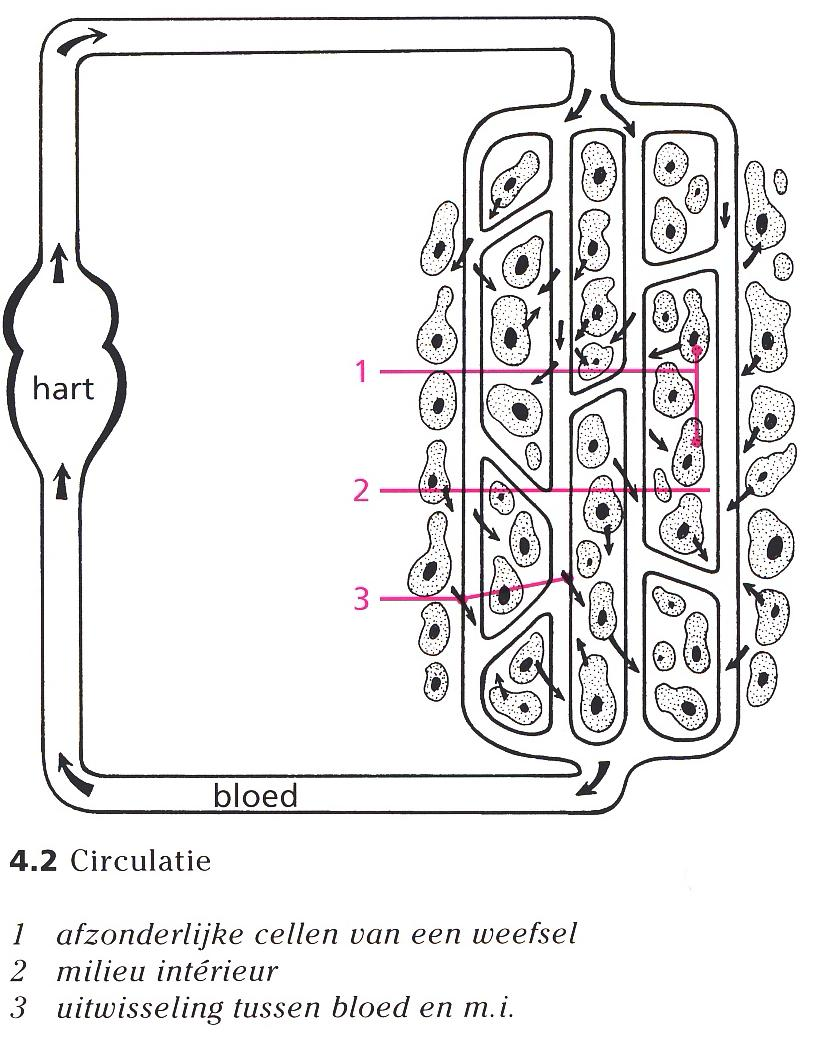 hart
1
2
3
bloed
4.2 Circulatie
1 afzonderlijke cellen van een weefsel
2 milieu intérieur
3 uitwisseling tussen bloed en m.i.